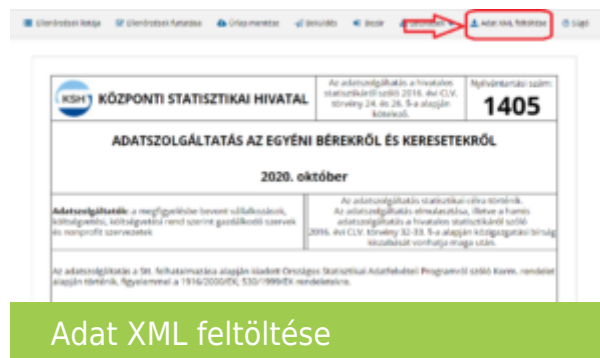 Ellenőrzések listája Ellenőrzések futtatása Űrlap mentése Beküldés Bezár Adat XML feltöltése Súgó
KSH KÖZPONTI STATISZTIKAI HIVATAL
Az adatszolgáltatás a hivatalos
statisztikáról szóló 2016. évi CLV.
törvény 24. és 26. §-a alapján
kötelező.
Nyilvántartási szám:
1405
ADATSZOLGÁLTATÁS AZ EGYÉNI BÉREKRŐL ÉS KERESETEKRŐL
2020. október
Adatszolgáltatók: a megfigyelésbe bevont vállalkozások,
költségvetési, költségvetési rend szerint gazdálkodó szervek
és nonprofit szervezetek
Az adatszolgáltatás statisztikai célra történik.
Az adatszolgáltatás elmulasztása, illetve a hamis
adatszolgáltatás a hivatalos statisztikáról szóló
2016. évi CLV. törvény 32-33. §-a alapján közigazgatási bírság
kiszabását vonhatja maga után.
Az adatszolgáltatás a Stt. felhatalmazása alapján kiadott Országos Statisztikai Adatfelvételi Programról szóló Korm. rendelet
alapján történik, figyelemmel a 1916/2000/EK; 530/1999/EK rendeletekre.
Adat XML feltöltése